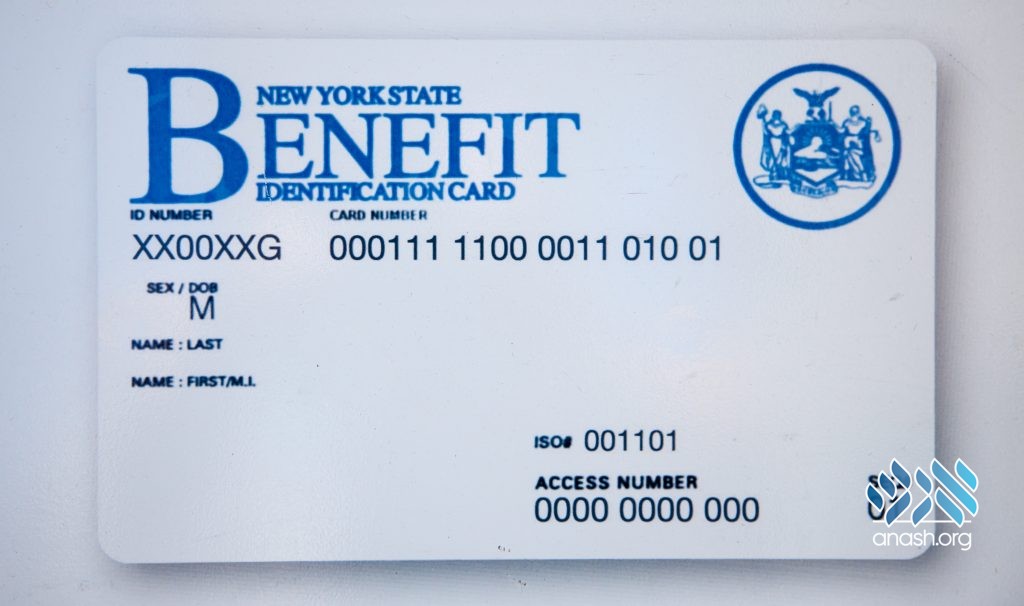 NEW YORK STATE
BENEFIT
IDENTIFICATION CARD
ID NUMBER CARD NUMBER
XX00XXG 000111 1100 0011 010 01
SEX / DOB
M
NAME : LAST
NAME : FIRST/M.I.
ISO# 001101
ACCESS NUMBER
0000 0000 000
אנש
anash.org